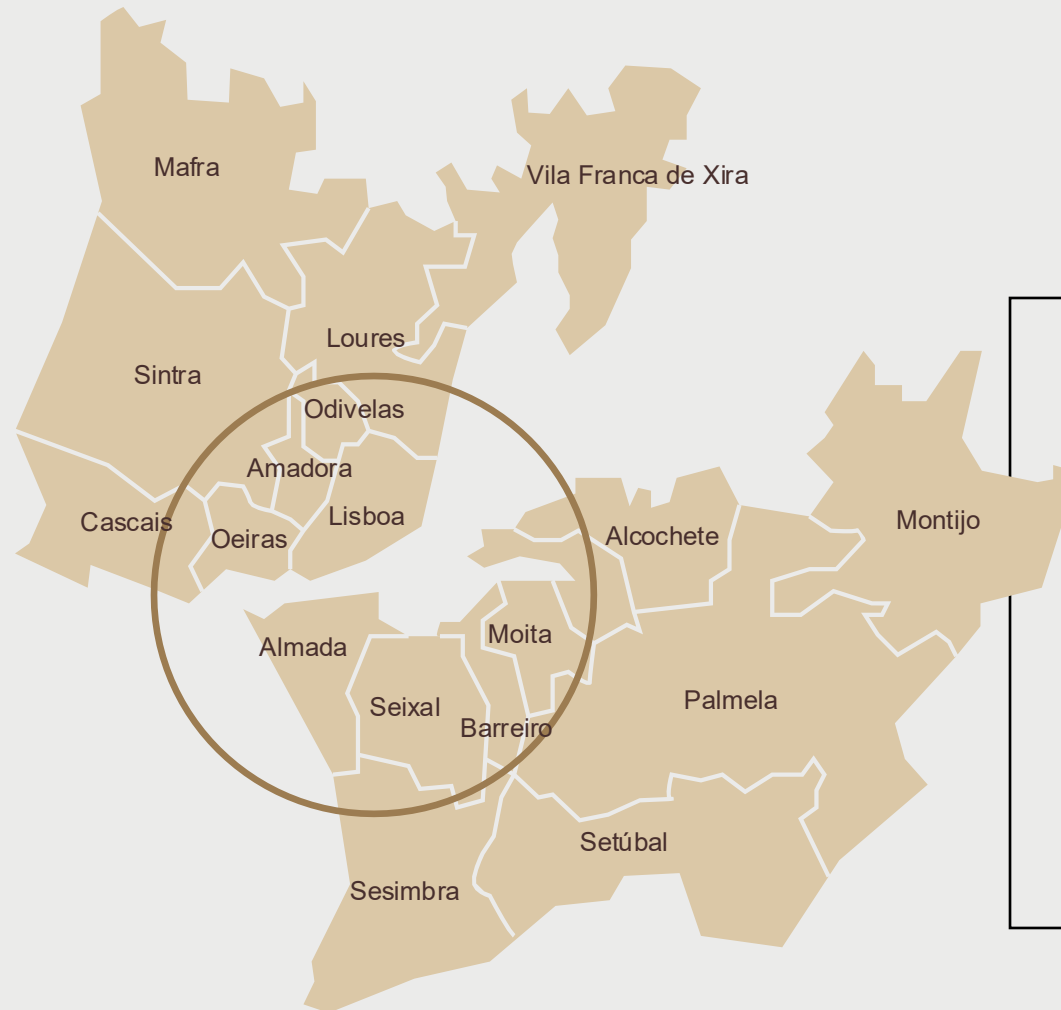 Mafra
Vila Franca de Xira
Loures
Sintra
Odivelas
Amadora
Lisboa
Cascais
Oeiras
Montijo
Alcochete
Moita
Almada
Palmela
Seixal
Barreiro
Setúbal
Sesimbra